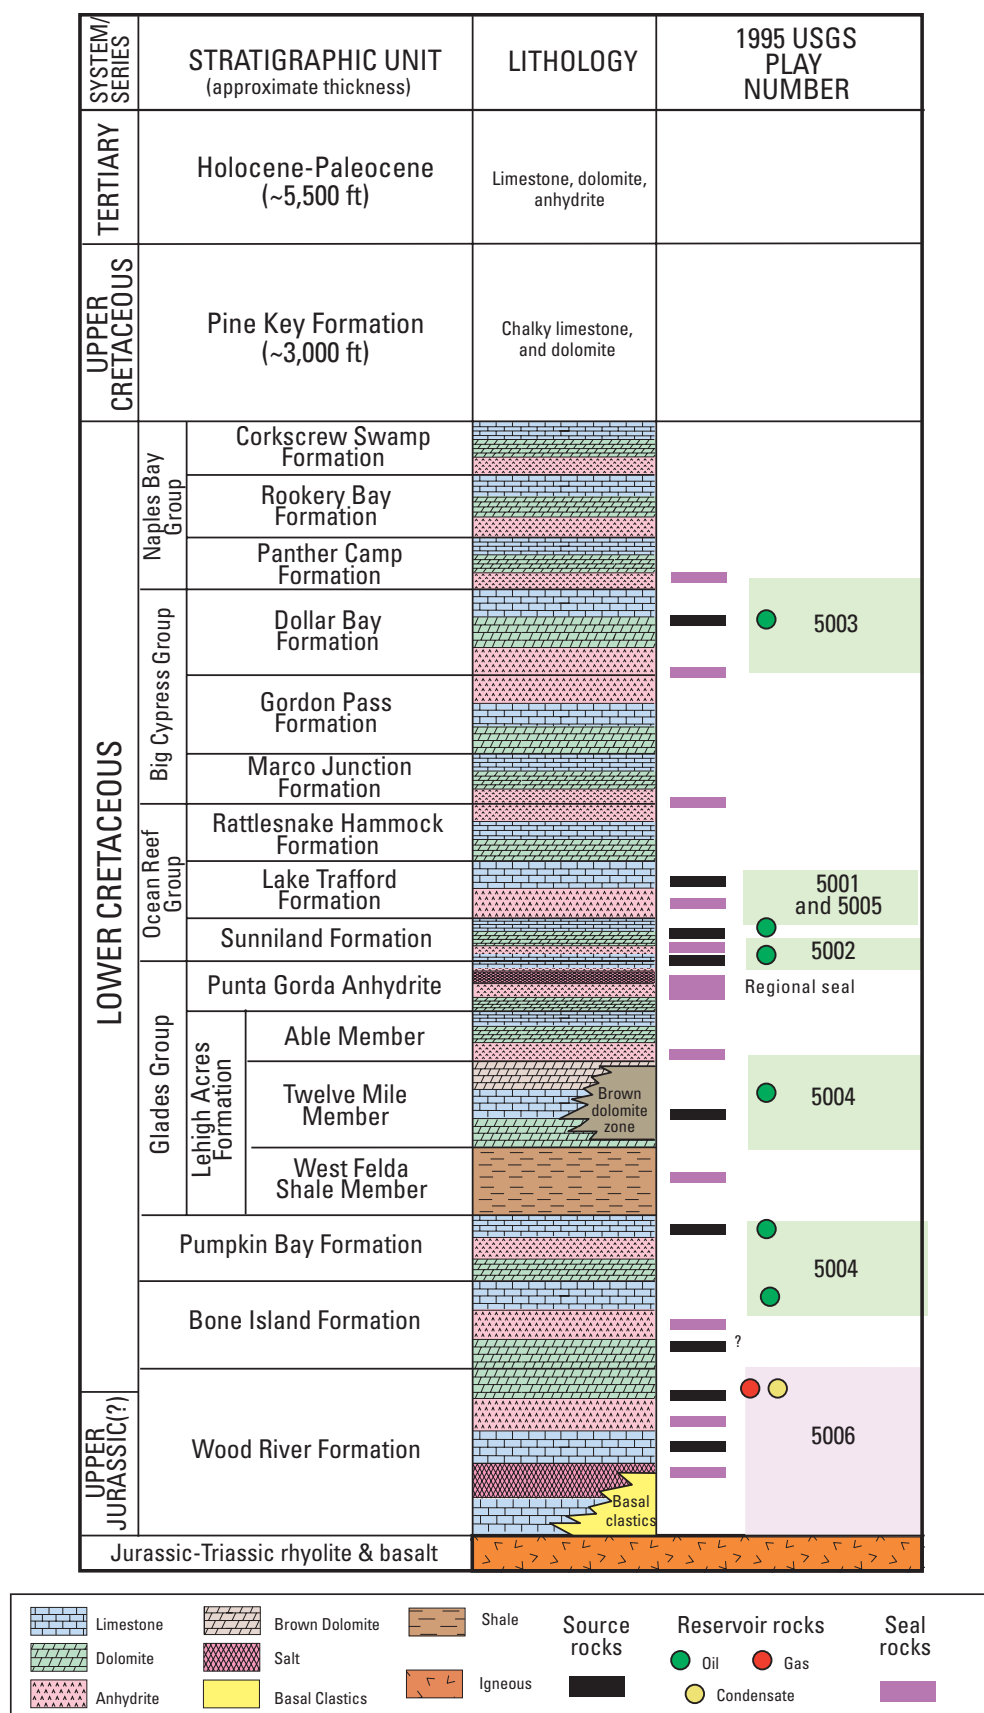 SYSTEM/
SERIES
STRATIGRAPHIC UNIT
(approximate thickness)
LITHOLOGY
1995 USGS
PLAY
NUMBER
TERTIARY
Holocene-Paleocene
(~5,500 ft)
Limestone, dolomite,
anhydrite
UPPER
CRETACEOUS
Pine Key Formation
(~3,000 ft)
Chalky limestone,
and dolomite
LOWER CRETACEOUS
Naples Bay
Group
Corkscrew Swamp
Formation
Rookery Bay
Formation
Panther Camp
Formation
Big Cypress Group
Dollar Bay
Formation
5003
Gordon Pass
Formation
Marco Junction
Formation
Ocean Reef
Group
Rattlesnake Hammock
Formation
Lake Trafford
Formation
5001
and 5005
Sunniland Formation
5002
Glades Group
Punta Gorda Anhydrite
Regional seal
Lehigh Acres
Formation
Able Member
Twelve Mile
Member
Brown
dolomite
zone
5004
West Felda
Shale Member
Pumpkin Bay Formation
5004
Bone Island Formation
?
UPPER
JURASSIC(?)
Wood River Formation
5006
Basal
clastics
Jurassic-Triassic rhyolite & basalt
Limestone
Dolomite
Anhydrite
Brown Dolomite
Salt
Basal Clastics
Shale
Igneous
Source
rocks
Reservoir rocks
Oil
Gas
Condensate
Seal
rocks